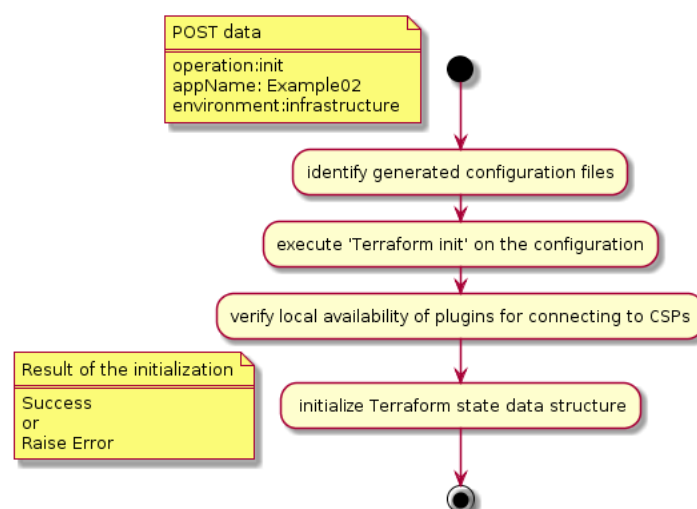 POST data
operation:init
appName: Example02
environment:infrastructure
identify generated configuration files
execute 'Terraform init' on the configuration
verify local availability of plugins for connecting to CSPs
Result of the initialization
Success
or
Raise Error
initialize Terraform state data structure